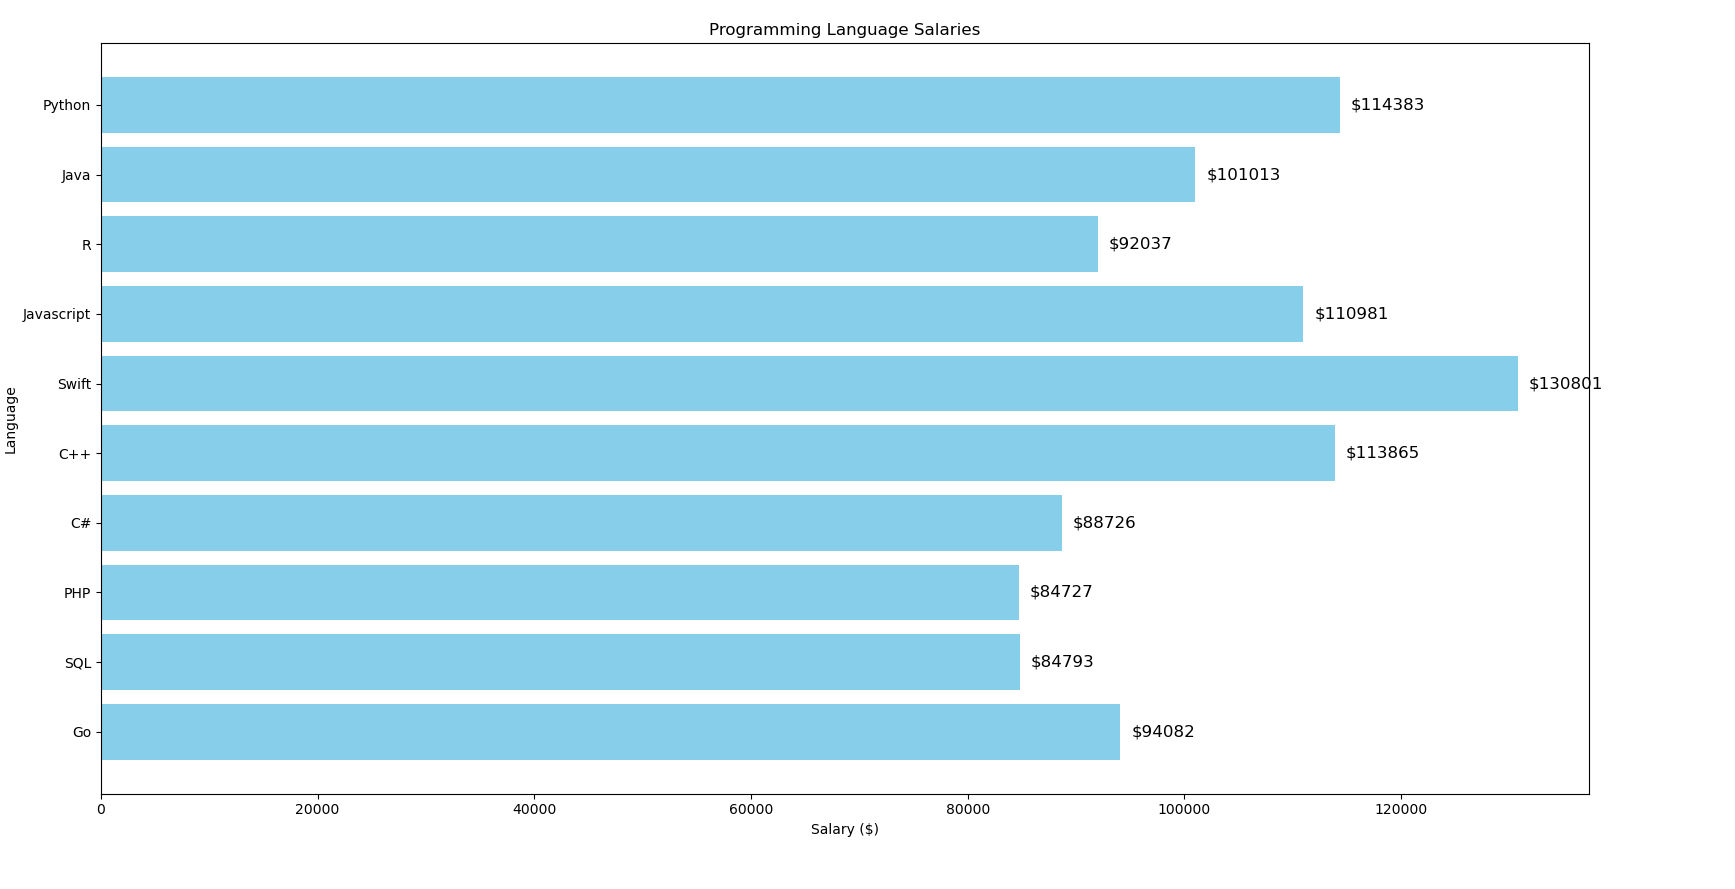 Programming Language Salaries
Python $114383
Java $101013
R $92037
Javascript $110981
Swift $130801
Language
C++ $113865
C# $88726
PHP $84727
SQL $84793
Go $94082
0 20000 40000 60000 80000 100000 120000
Salary ($)